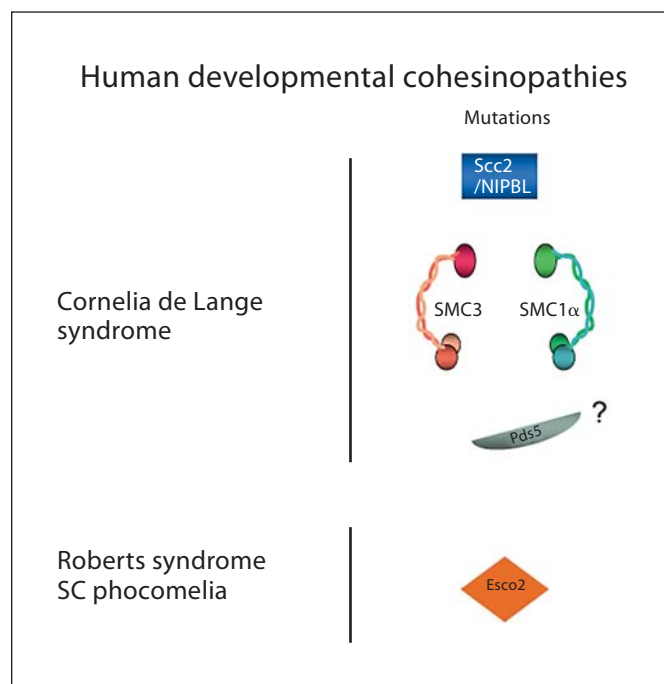 Human developmental cohesinopathies
Mutations
Scc2
/NIPBL
Cornelia de Lange
syndrome
SMC3
SMC1α
Pds5
?
Roberts syndrome
SC phocomelia
Esco2